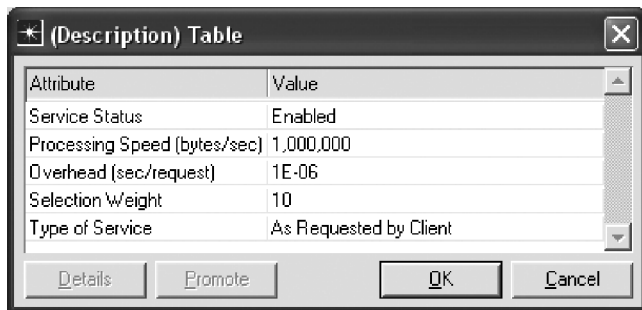 (Description) Table
Attribute Value
Service Status Enabled
Processing Speed (bytes/sec) 1,000,000
Overhead (sec/request) 1E-06
Selection Weight 10
Type of Service As Requested by Client
Details Promote OK Cancel